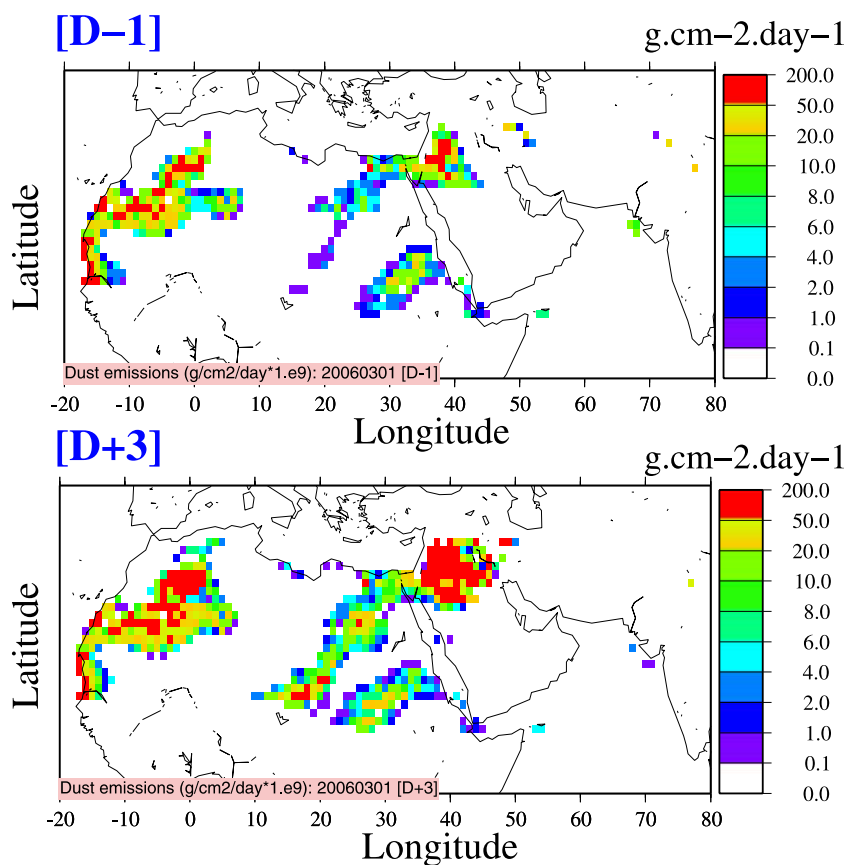 [D−1]
g.cm−2.day−1
200.0
50.0
20.0
10.0
8.0
6.0
4.0
2.0
1.0
0.1
0.0
Latitude
Dust emissions (g/cm2/day*1.e9): 20060301 [D-1]
-20 -10 0 10 20 30 40 50 60 70 80
Longitude
[D+3]
g.cm−2.day−1
200.0
50.0
20.0
10.0
8.0
6.0
4.0
2.0
1.0
0.1
0.0
Latitude
Dust emissions (g/cm2/day*1.e9): 20060301 [D+3]
-20 -10 0 10 20 30 40 50 60 70 80
Longitude